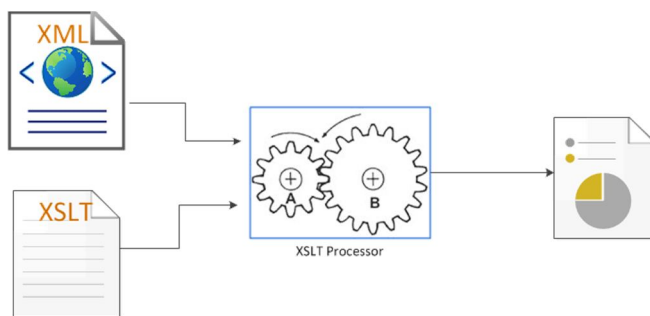 XML
< >
XSLT
A
B
XSLT Processor